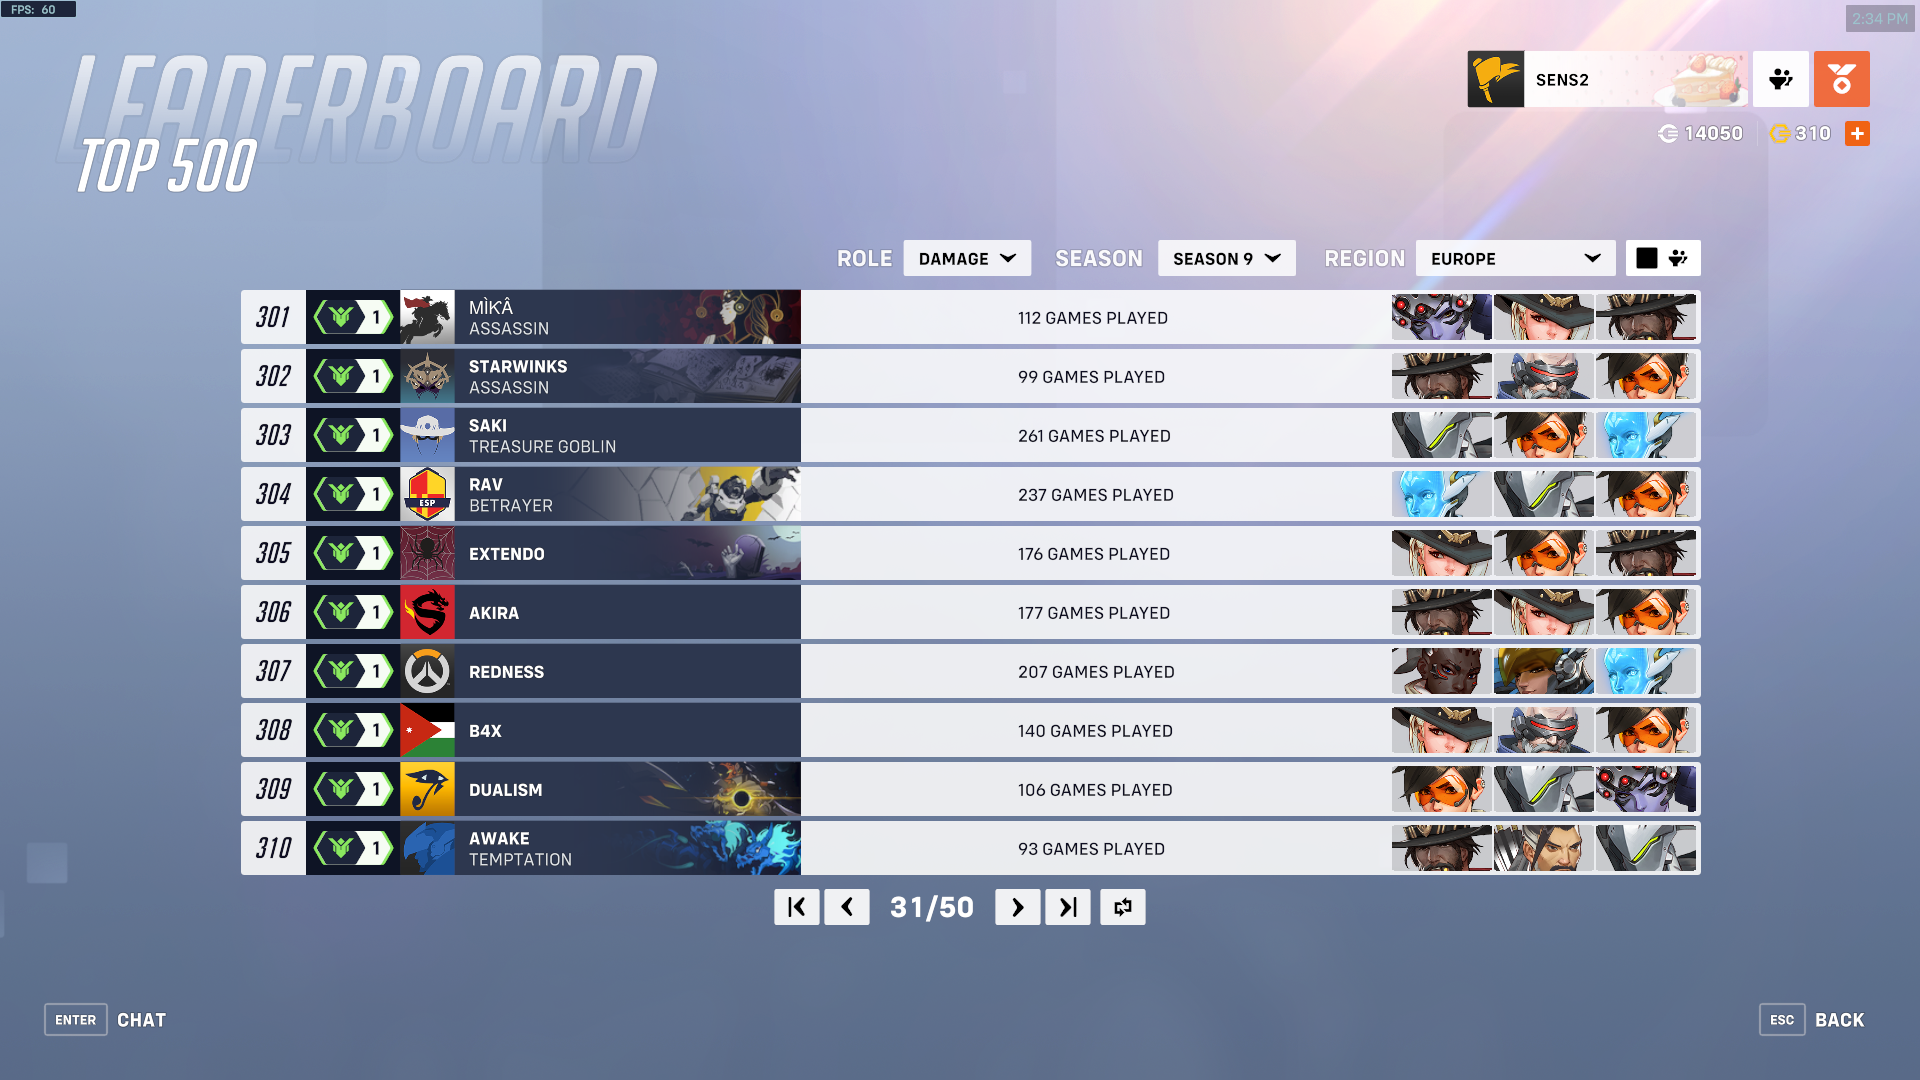 FPS: 60
2:34 PM
LEADERBOARD
TOP 500
SENS2
14050 310
ROLE DAMAGE SEASON SEASON 9 REGION EUROPE
301 1 MÌKÂ ASSASSIN 112 GAMES PLAYED
302 1 STARWINKS ASSASSIN 99 GAMES PLAYED
303 1 SAKI TREASURE GOBLIN 261 GAMES PLAYED
304 1 ESP RAV BETRAYER 237 GAMES PLAYED
305 1 EXTENDO 176 GAMES PLAYED
306 1 AKIRA 177 GAMES PLAYED
307 1 REDNESS 207 GAMES PLAYED
308 1 B4X 140 GAMES PLAYED
309 1 DUALISM 106 GAMES PLAYED
310 1 AWAKE TEMPTATION 93 GAMES PLAYED
31/50
ENTER CHAT
ESC BACK